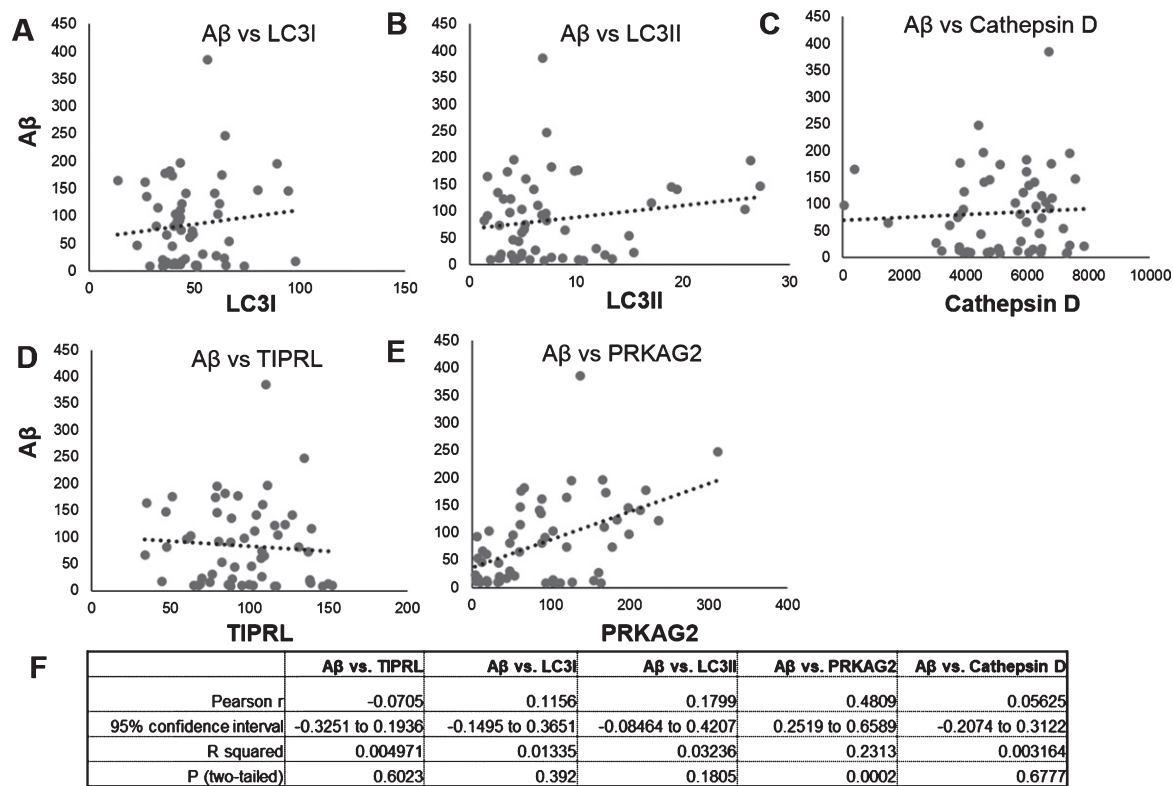 A
Aβ vs LC3I
Aβ
450
400
350
300
250
200
150
100
50
0
0 50 100 150
LC3I
B
Aβ vs LC3II
450
400
350
300
250
200
150
100
50
0
0 10 20 30
LC3II
C
Aβ vs Cathepsin D
450
400
350
300
250
200
150
100
50
0
0 2000 4000 6000 8000 10000
Cathepsin D
D
Aβ vs TIPRL
Aβ
450
400
350
300
250
200
150
100
50
0
0 50 100 150 200
TIPRL
E
Aβ vs PRKAG2
450
400
350
300
250
200
150
100
50
0
0 100 200 300 400
PRKAG2
F
Aβ vs. TIPRL Aβ vs. LC3I Aβ vs. LC3II Aβ vs. PRKAG2 Aβ vs. Cathepsin D
Pearson r -0.0705 0.1156 0.1799 0.4809 0.05625
95% confidence interval -0.3251 to 0.1936 -0.1495 to 0.3651 -0.08464 to 0.4207 0.2519 to 0.6589 -0.2074 to 0.3122
R squared 0.004971 0.01335 0.03236 0.2313 0.003164
P (two-tailed) 0.6023 0.392 0.1805 0.0002 0.6777